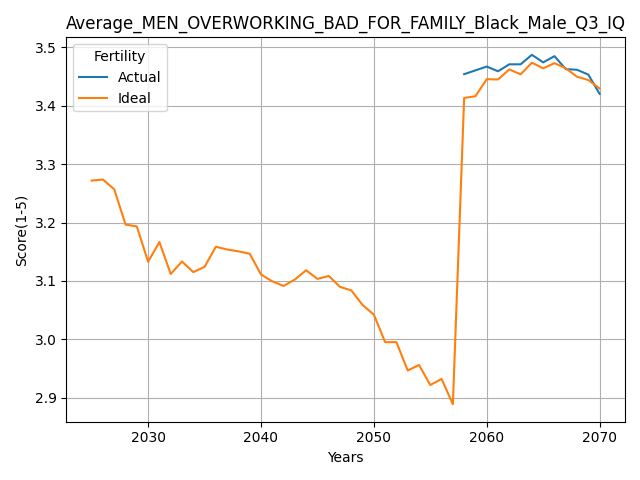 Average_MEN_OVERWORKING_BAD_FOR_FAMILY_Black_Male_Q3_IQ
Fertility
Actual
Ideal
Score(1-5)
3.5
3.4
3.3
3.2
3.1
3.0
2.9
2030 2040 2050 2060 2070
Years